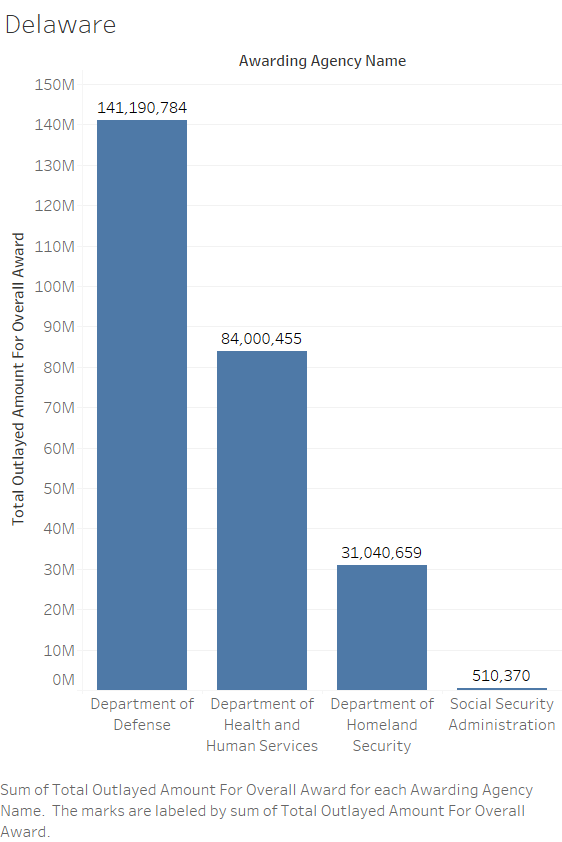 Delaware
Awarding Agency Name
Total Outlayed Amount For Overall Award
150M
140M
130M
120M
110M
100M
90M
80M
70M
60M
50M
40M
30M
20M
10M
0M
141,190,784
84,000,455
31,040,659
510,370
Department of
Defense
Department of
Health and
Human Services
Department of
Homeland
Security
Social Security
Administration
Sum of Total Outlayed Amount For Overall Award for each Awarding Agency
Name.  The marks are labeled by sum of Total Outlayed Amount For Overall
Award.